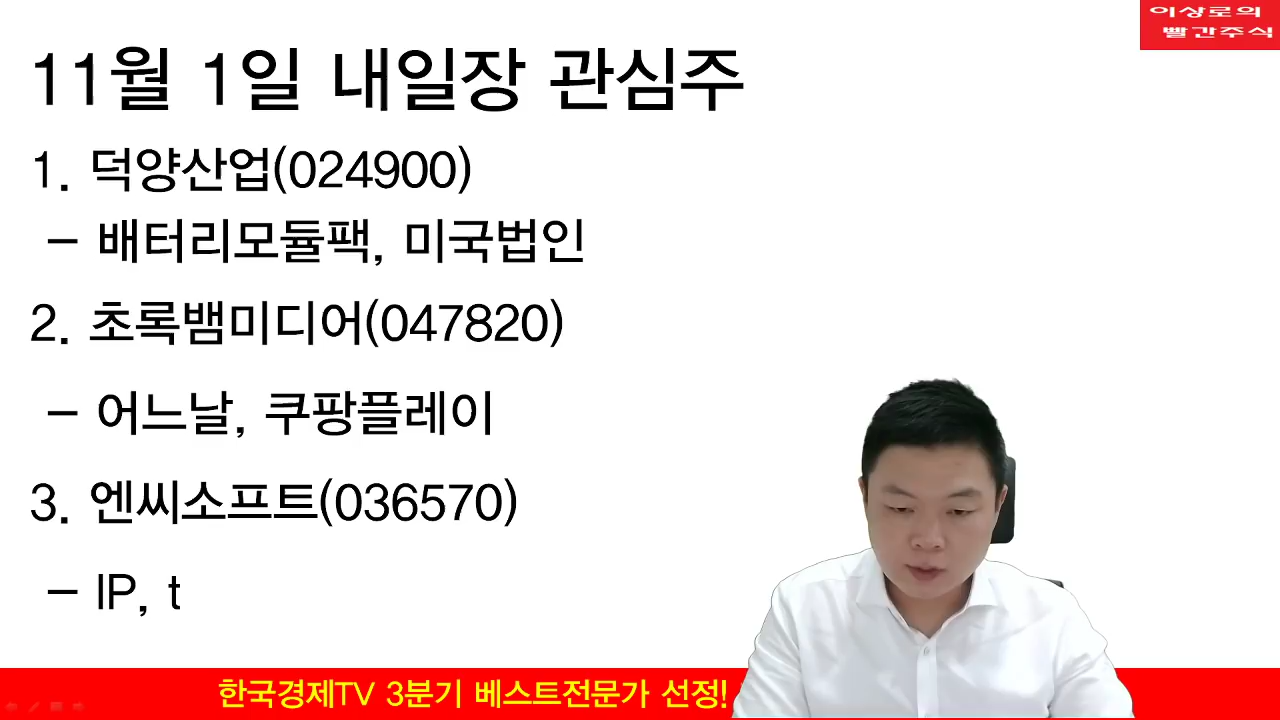 이상로의
빨간주식
11월 1일 내일장 관심주
1. 덕양산업(024900)
- 배터리모듈팩, 미국법인
2. 초록뱀미디어(047820)
- 어느날, 쿠팡플레이
3. 엔씨소프트(036570)
- IP, t
한국경제TV 3분기 베스트전문가 선정!